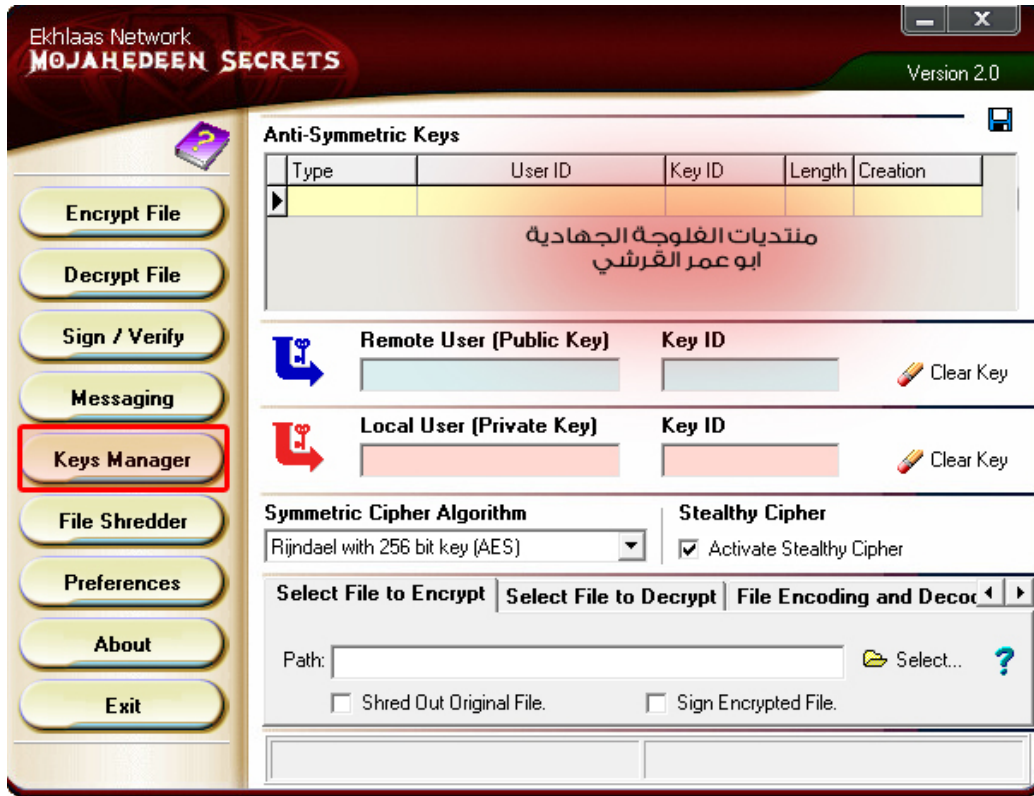 Ekhlaas Network
MOJAHEDEEN SECRETS
Version 2.0
Anti-Symmetric Keys
Type User ID Key ID Length Creation
منتديات الفلوجة الجهادية
ابو عمر القرشي
Encrypt File
Decrypt File
Sign / Verify
Messaging
Keys Manager
File Shredder
Preferences
About
Exit
Remote User (Public Key) Key ID
Clear Key
Local User (Private Key) Key ID
Clear Key
Symmetric Cipher Algorithm Stealthy Cipher
Rijndael with 256 bit key (AES) Activate Stealthy Cipher
Select File to Encrypt Select File to Decrypt File Encoding and Decoc
Path: Select... ?
Shred Out Original File. Sign Encrypted File.